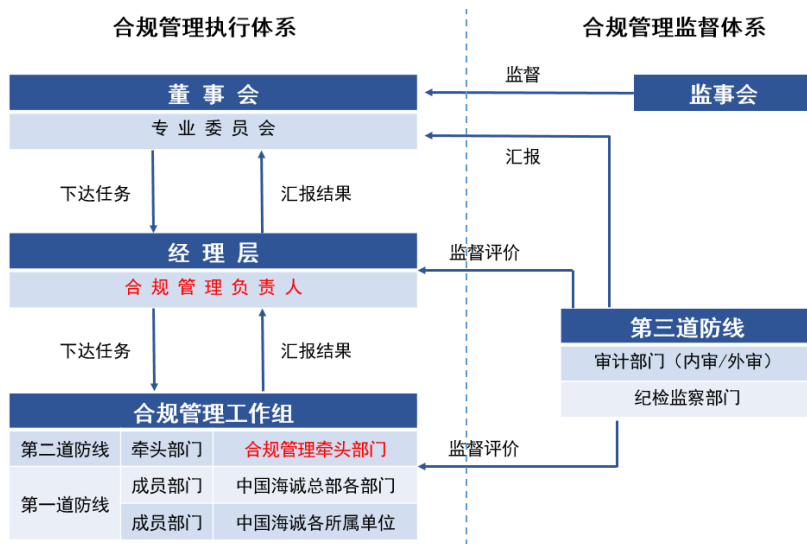 合规管理执行体系
合规管理监督体系
董事会
专业委员会
监督
监事会
汇报
下达任务
汇报结果
经理层
合规管理负责人
监督评价
第三道防线
审计部门（内审/外审）
纪检监察部门
下达任务
汇报结果
合规管理工作组
第二道防线 牵头部门 合规管理牵头部门
监督评价
第一道防线
成员部门 中国海诚总部各部门
成员部门 中国海诚各所属单位